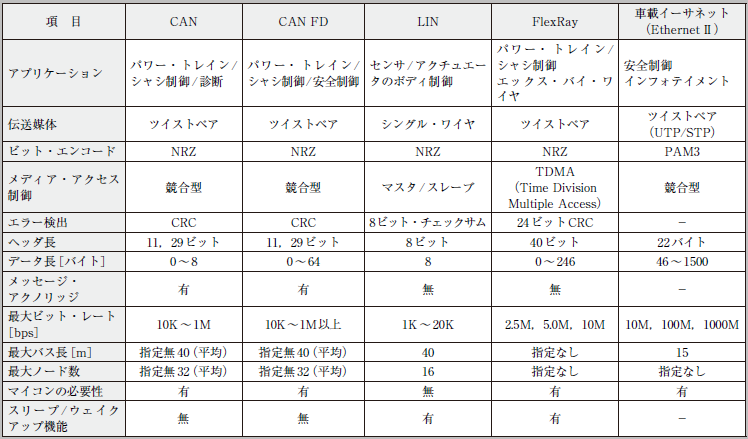 項 目 CAN CAN FD LIN FlexRay 車載イーサネット
（Ethernet Ⅱ）
アプリケーション パワー・トレイン/
シャシ制御/診断 パワー・トレイン/
シャシ制御/安全制御 センサ/アクチュエー
タのボディ制御 パワー・トレイン/
シャシ制御
エックス・バイ・ワ
イヤ 安全制御
インフォテイメント
伝送媒体 ツイストペア ツイストペア シングル・ワイヤ ツイストペア ツイストペア
（UTP/STP）
ビット・エンコード NRZ NRZ NRZ NRZ PAM3
メディア・アクセス
制御 競合型 競合型 マスタ/スレーブ TDMA
（Time Division
Multiple Access） 競合型
エラー検出 CRC CRC 8ビット・チェックサム 24ビットCRC －
ヘッダ長 11，29ビット 11，29ビット 8ビット 40ビット 22バイト
データ長［バイト］ 0～8 0～64 8 0～246 46～1500
メッセージ・
アクノリッジ 有 有 無 無 －
最大ビット・レート
［bps］ 10K～1M 10K～1M以上 1K～20K 2.5M，5.0M，10M 10M，100M，1000M
最大バス長［m］ 指定無40（平均） 指定無40（平均） 40 指定なし 15
最大ノード数 指定無32（平均） 指定無32（平均） 16 指定なし 指定なし
マイコンの必要性 有 有 無 有 有
スリープ/ウェイク
アップ機能 無 無 有 有 －